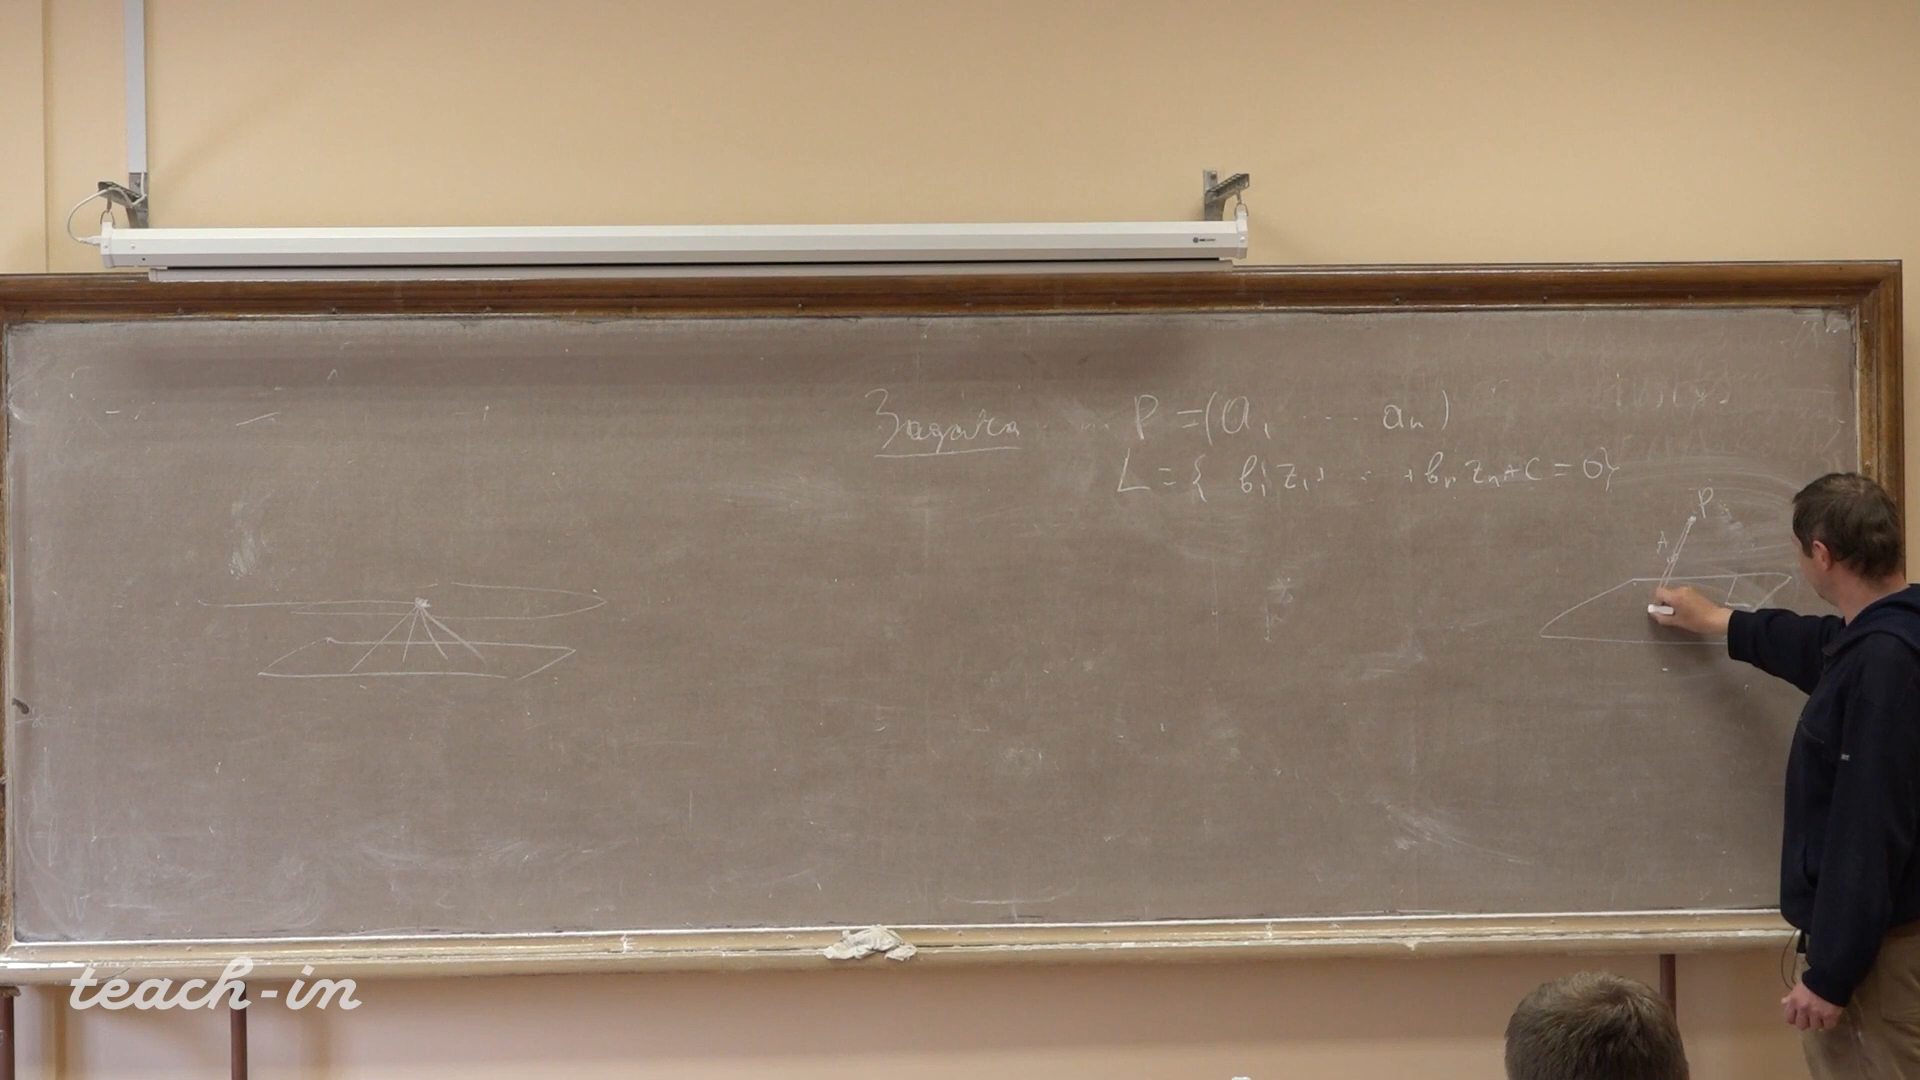 Задача P = (a₁ ... aₙ)
L = { b₁z₁+ ... +bₙzₙ+c = 0}
P
A
teach-in